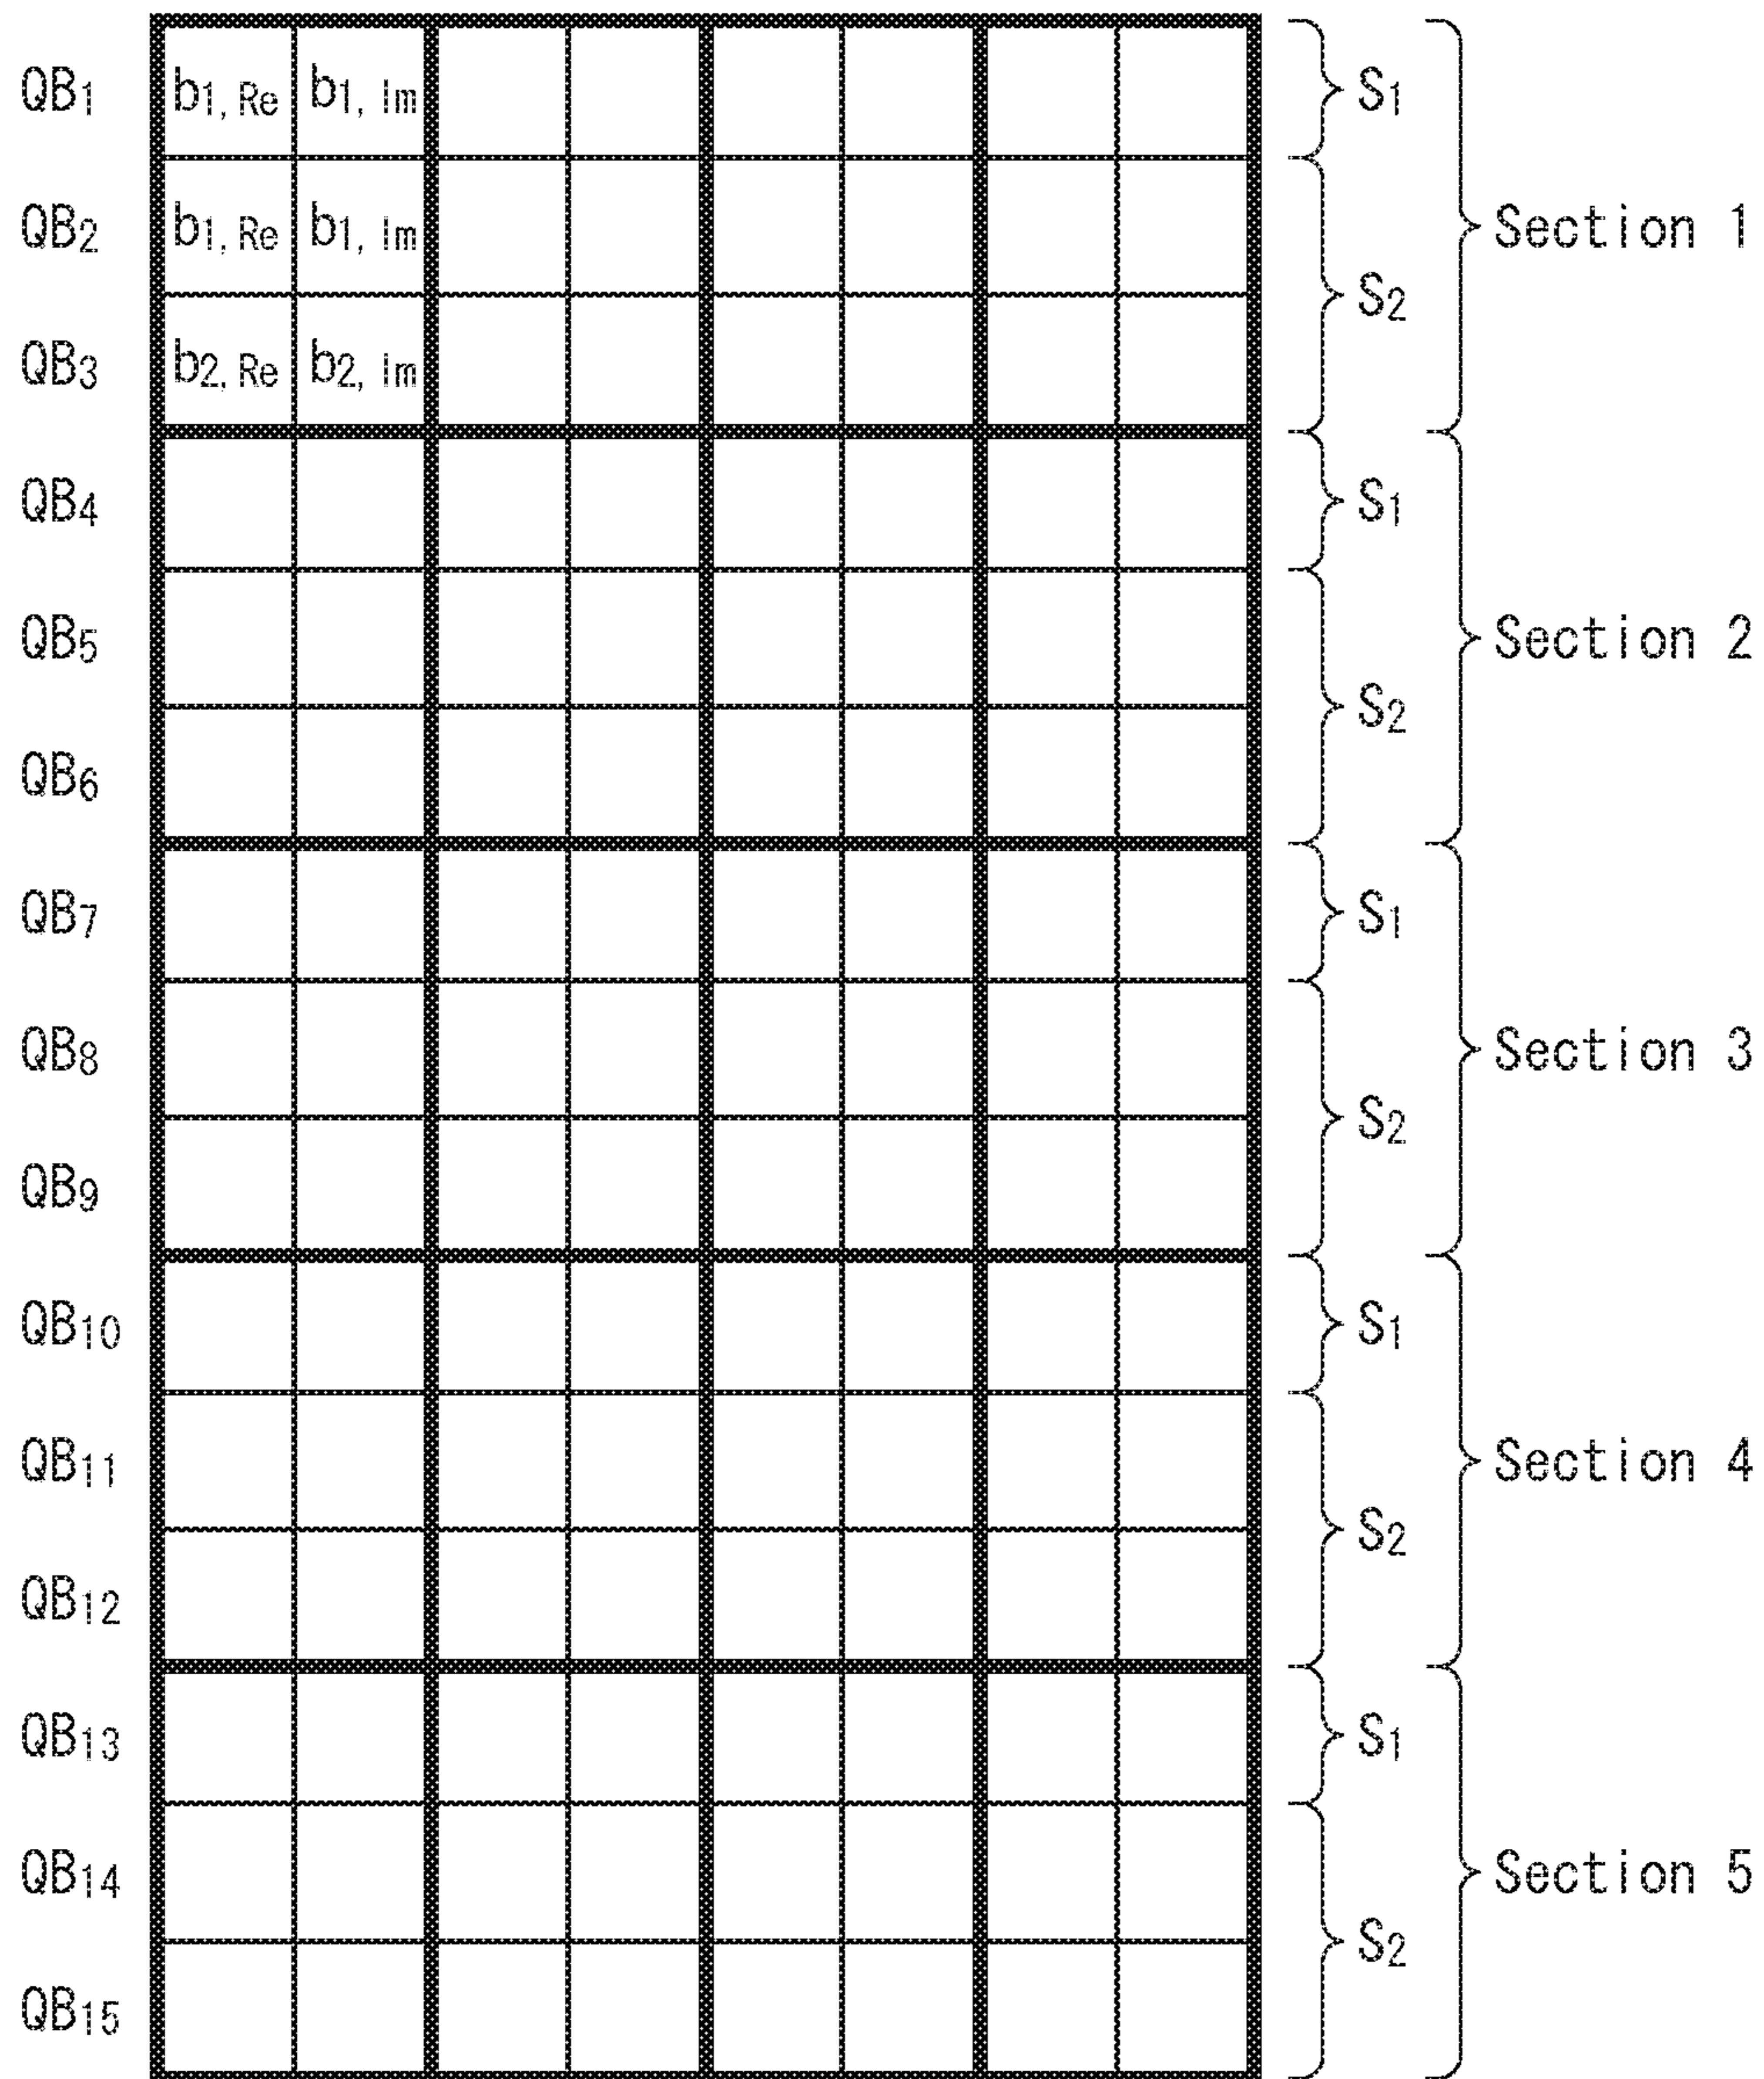 QB1 b1, Re b1, Im S1
QB2 b1, Re b1, Im Section 1
S2
QB3 b2, Re b2, Im
QB4 S1
QB5 Section 2
S2
QB6
QB7 S1
QB8 Section 3
S2
QB9
QB10 S1
QB11 Section 4
S2
QB12
QB13 S1
QB14 Section 5
S2
QB15